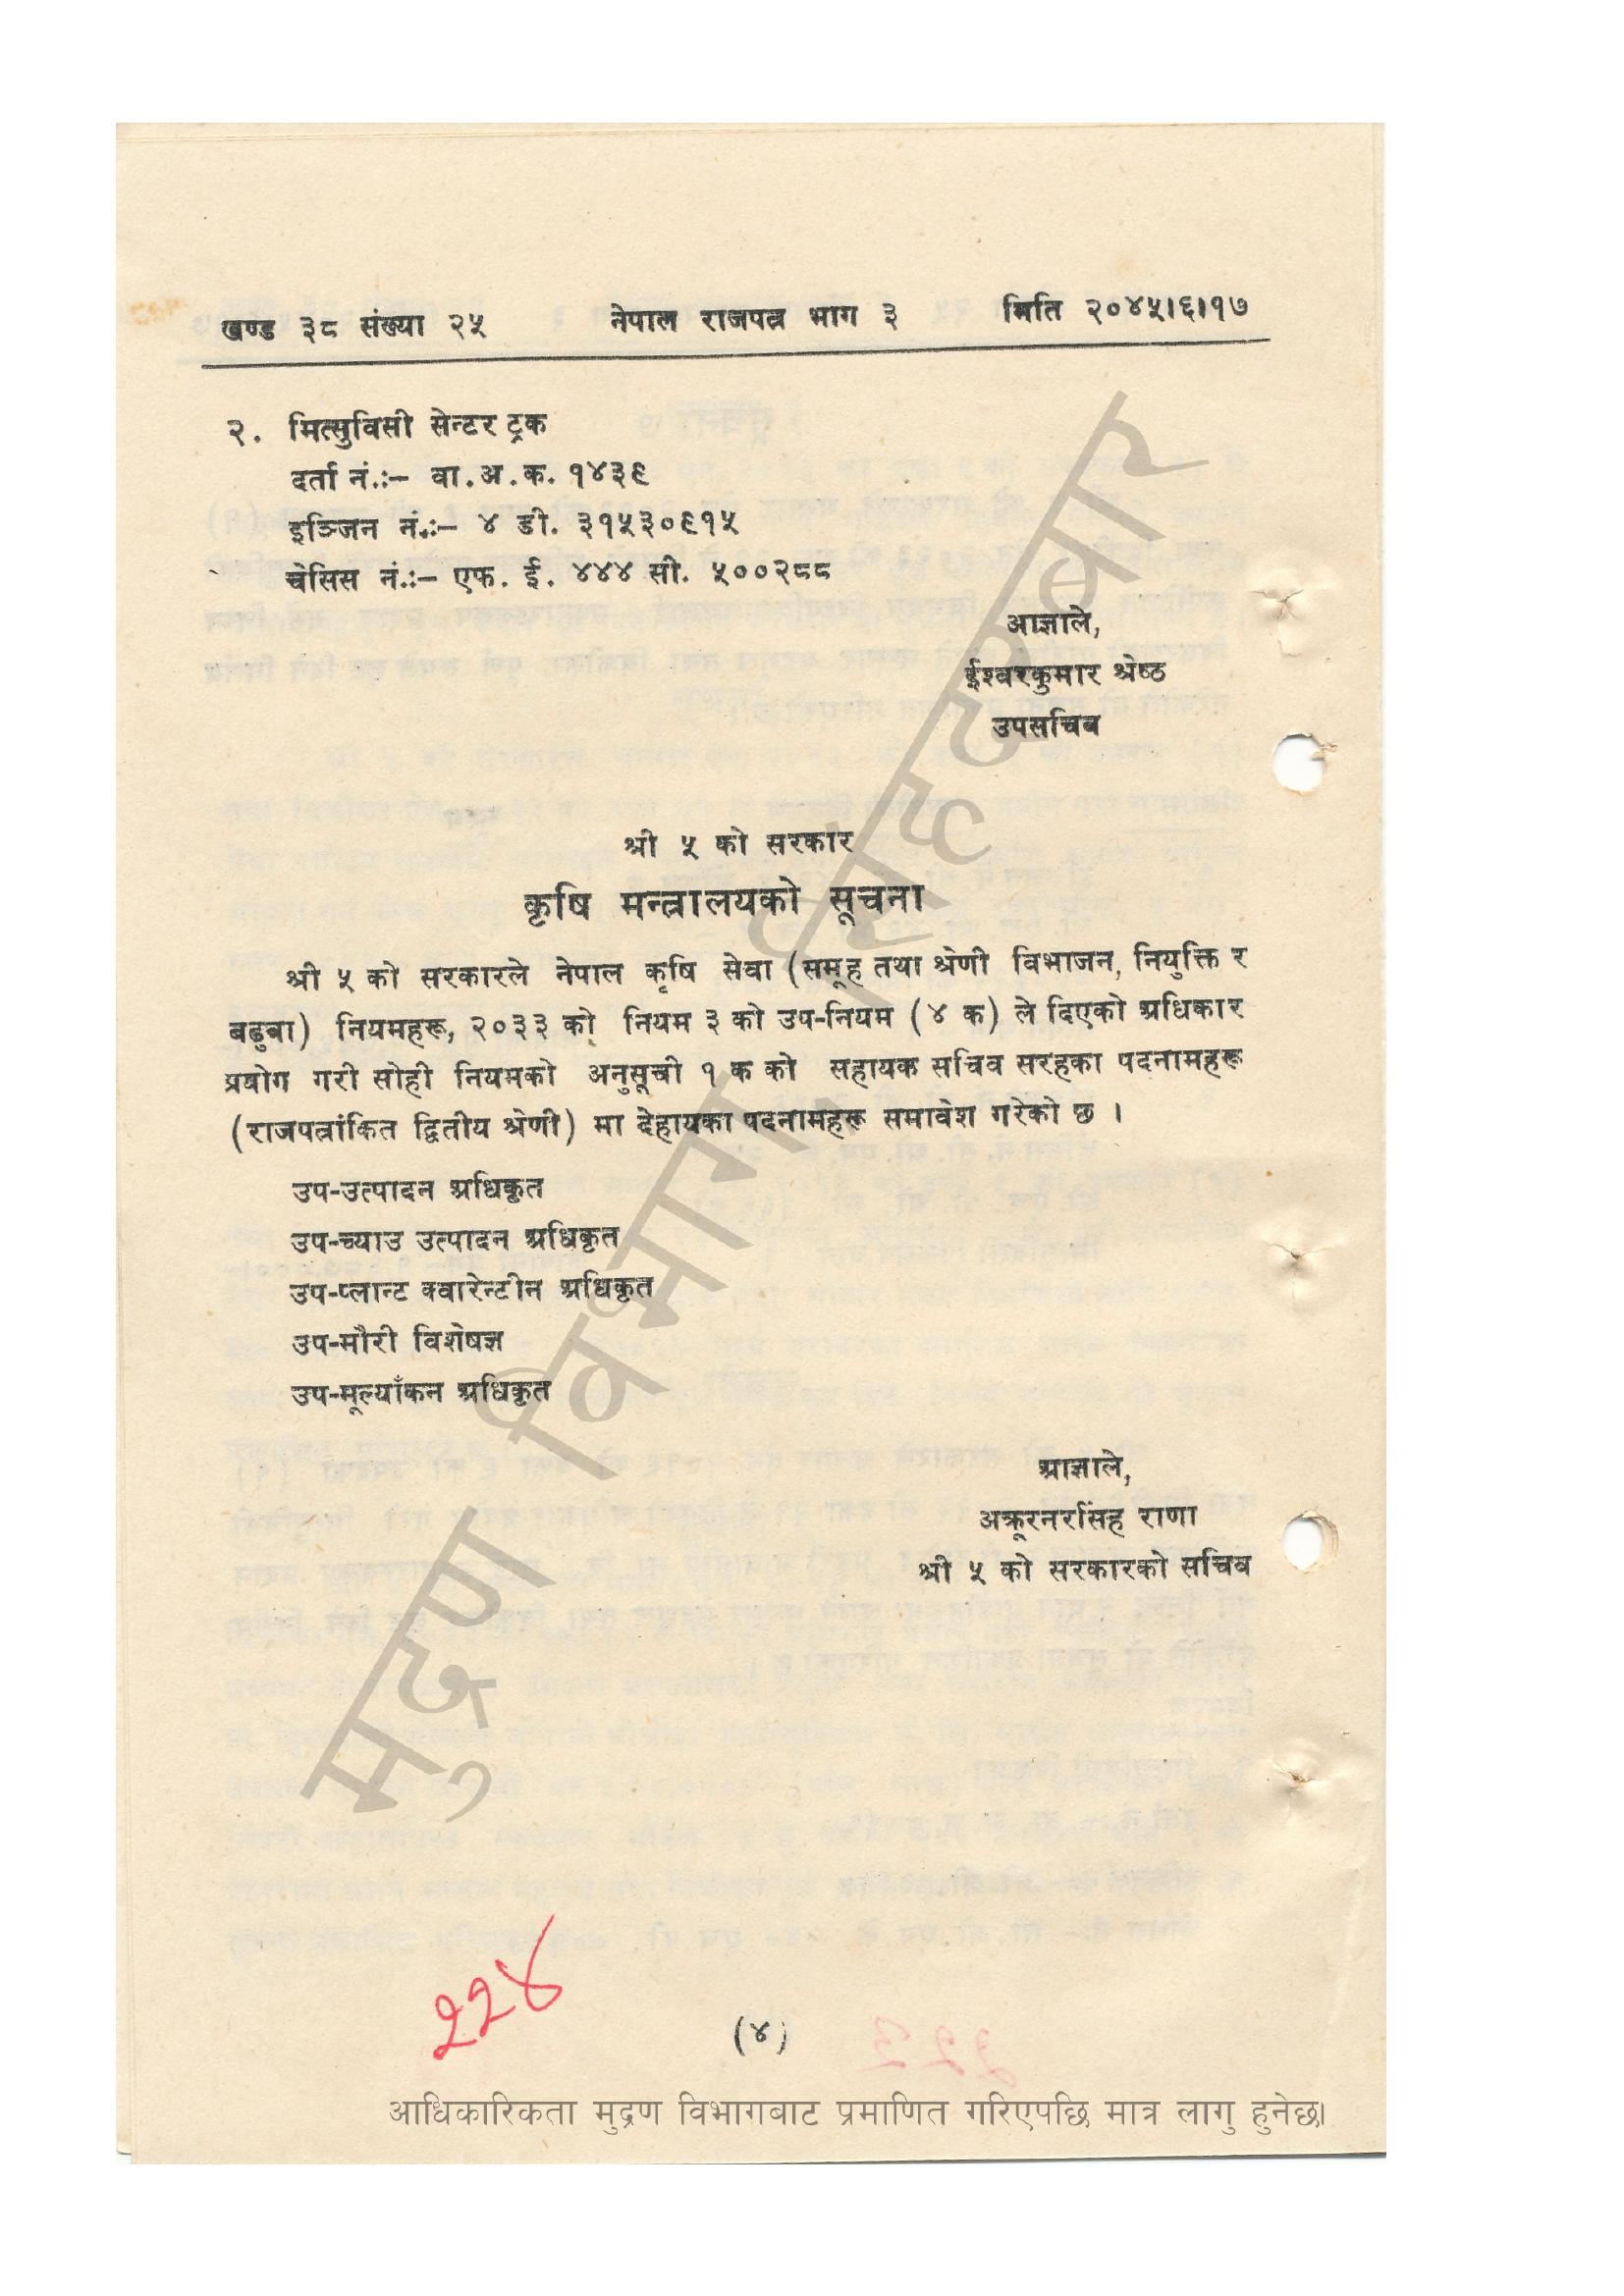 खण्ड ३८ संख्या २५ नेपाल राजपत्र भाग ३ मिति २०४५।६।१७
२. मित्सुविसी सेन्टर ट्रक
दर्ता नं.:– वा.अ.क. १४३९
इञ्जिन नं.:– ४ डी. ३१५३०९१५
चेसिस नं.:– एफ. ई. ४४४ सी. ५००२८८
आज्ञाले,
ईश्वरकुमार श्रेष्ठ
उपसचिव
श्री ५ को सरकार
कृषि मन्त्रालयको सूचना
श्री ५ को सरकारले नेपाल कृषि सेवा (समूह तथा श्रेणी विभाजन, नियुक्ति र
बढुवा) नियमहरू, २०३३ को नियम ३ को उप-नियम (४ क) ले दिएको अधिकार
प्रयोग गरी सोही नियमको अनुसूची १ क को सहायक सचिव सरहका पदनामहरू
(राजपत्रांकित द्वितीय श्रेणी) मा देहायका पदनामहरू समावेश गरेको छ ।
उप-उत्पादन अधिकृत
उप-च्याउ उत्पादन अधिकृत
उप-प्लान्ट क्वारेन्टीन अधिकृत
उप-मौरी विशेषज्ञ
उप-मूल्याँकन अधिकृत
आज्ञाले,
अक्रूरनरसिंह राणा
श्री ५ को सरकारको सचिव
२२४
(४)
मुद्रण विभाग, सिंहदरवार
आधिकारिकता मुद्रण विभागबाट प्रमाणित गरिएपछि मात्र लागु हुनेछ।